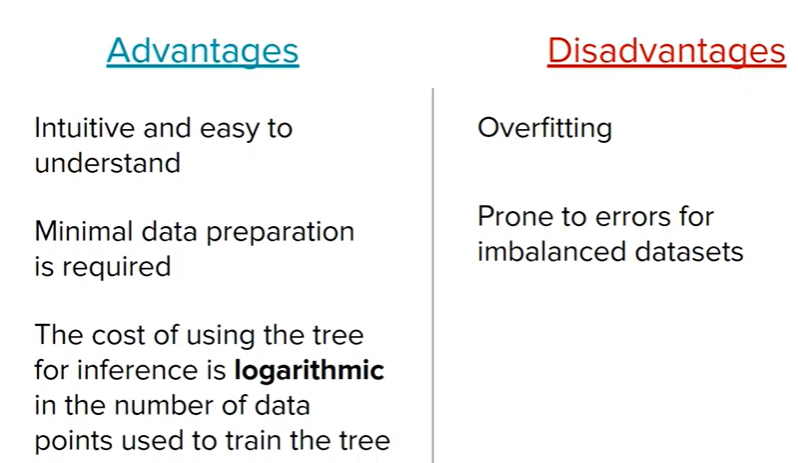 Advantages
Intuitive and easy to
understand
Minimal data preparation
is required
The cost of using the tree
for inference is logarithmic
in the number of data
points used to train the tree
Disadvantages
Overfitting
Prone to errors for
imbalanced datasets